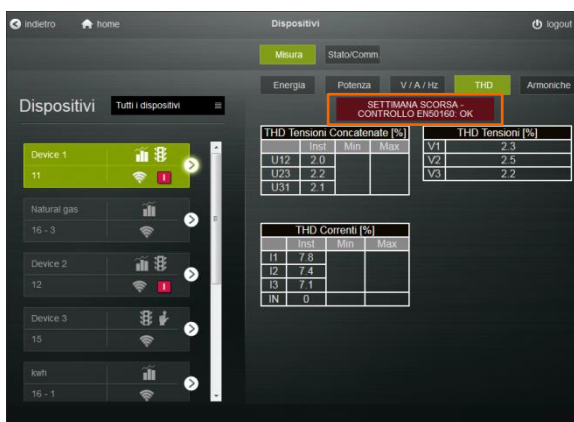 indietro home Dispositivi logout
Misura Stato/Comm.
Energia Potenza V / A / Hz THD Armoniche
Dispositivi Tutti i dispositivi
SETTIMANA SCORSA -
CONTROLLO EN50160: OK
THD Tensioni Concatenate [%] THD Tensioni [%]
Inst Min Max V1 2.3
U12 2.0 V2 2.5
U23 2.2 V3 2.2
U31 2.1
Device 1
11 I
Natural gas
16 - 3
THD Correnti [%]
Inst Min Max
I1 7.8
I2 7.4
I3 7.1
IN 0
Device 2
12 I
Device 3
15
kwh
16 - 1